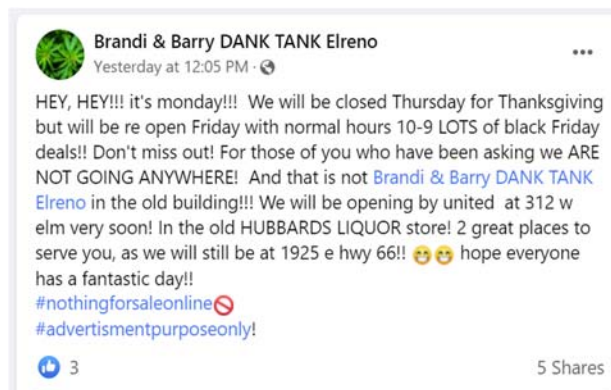 Brandi & Barry DANK TANK Elreno
Yesterday at 12:05 PM ·
HEY, HEY!!! it's monday!!! We will be closed Thursday for Thanksgiving
but will be re open Friday with normal hours 10-9 LOTS of black Friday
deals!! Don't miss out! For those of you who have been asking we ARE
NOT GOING ANYWHERE! And that is not Brandi & Barry DANK TANK
Elreno in the old building!!! We will be opening by united at 312 w
elm very soon! In the old HUBBARDS LIQUOR store! 2 great places to
serve you, as we will still be at 1925 e hwy 66!! 😁😁 hope everyone
has a fantastic day!!
#nothingforsaleonline🚫
#advertismentpurposeonly!
3
5 Shares